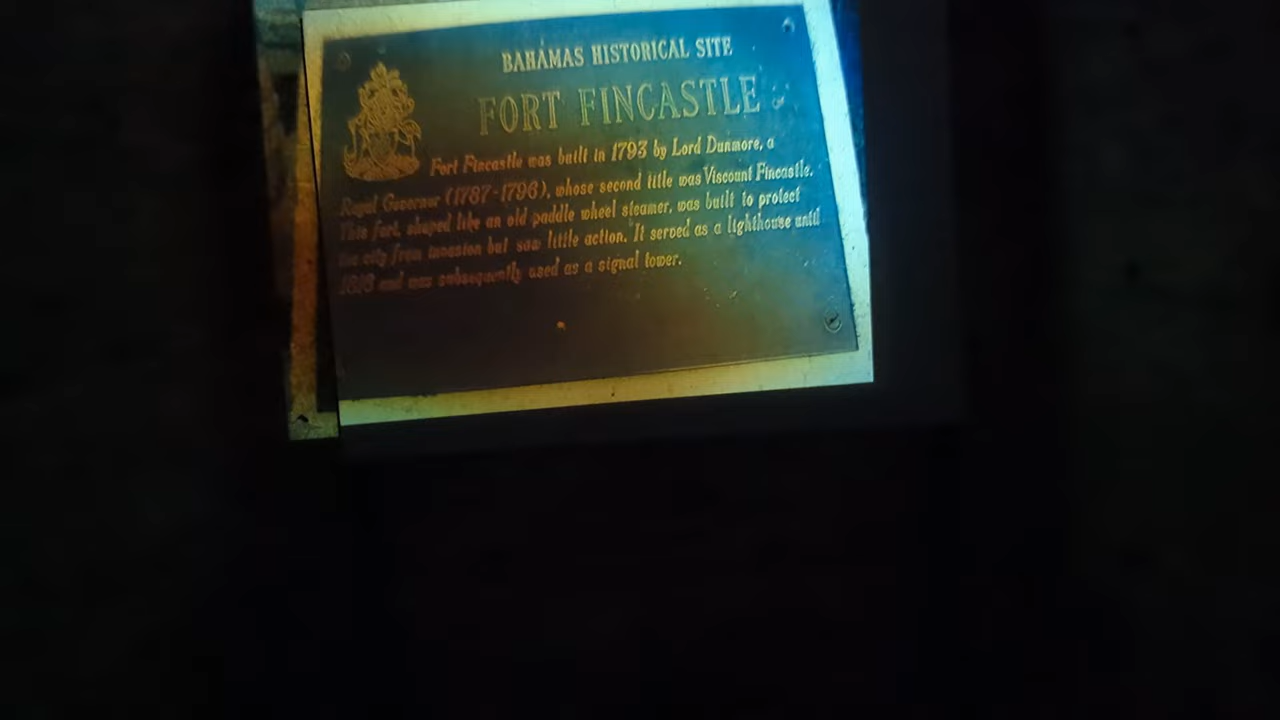 BAHAMAS HISTORICAL SITE
FORT FINCASTLE
Fort Fincastle was built in 1793 by Lord Dunmore, a
Royal Governor (1787-1796), whose second title was Viscount Fincastle.
This fort, shaped like an old paddle wheel steamer, was built to protect
the city from invasion but saw little action. It served as a lighthouse until
and was subsequently used as a signal tower.